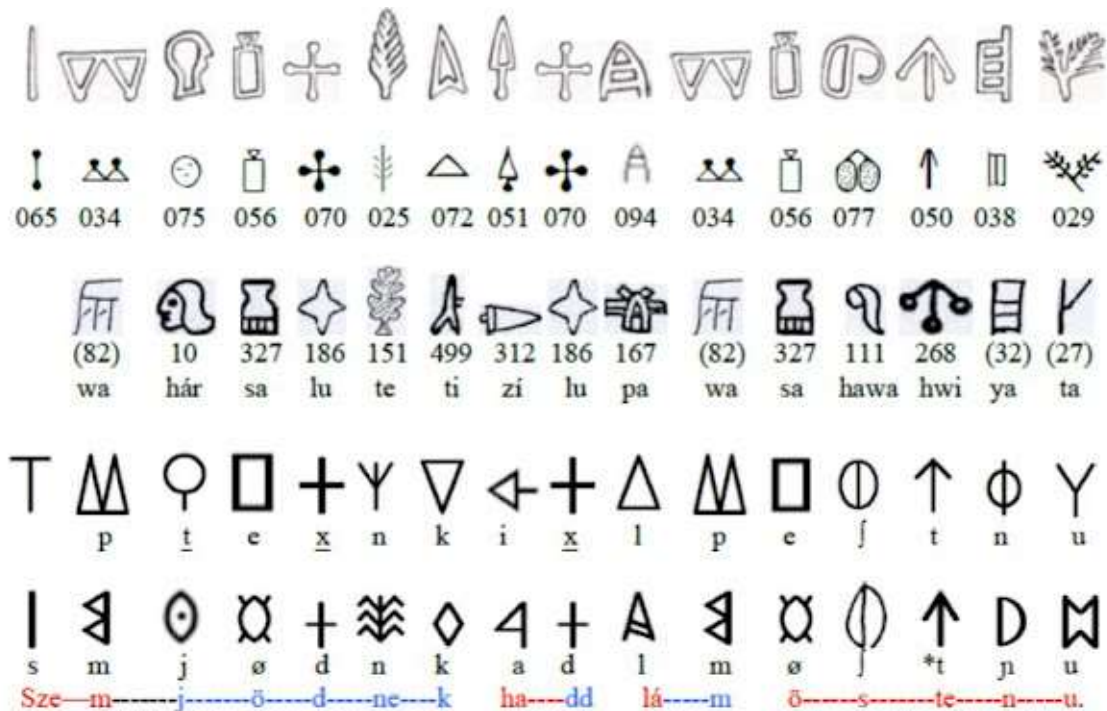 065 034 075 056 070 025 072 051 070 094 034 056 077 050 038 029
(82) 10 327 186 151 499 312 186 167 (82) 327 111 268 (32) (27)
wa hár sa lu te ti zí lu pa wa sa hawa hwi ya ta
p t e x n k i x l p e ʃ t n u
s m j ø d n k a d l m ø ʃ *t ɲ u
Sze—m-------j------ö----d----ne---k ha----dd lá-----m ö-----s------te---n---u.